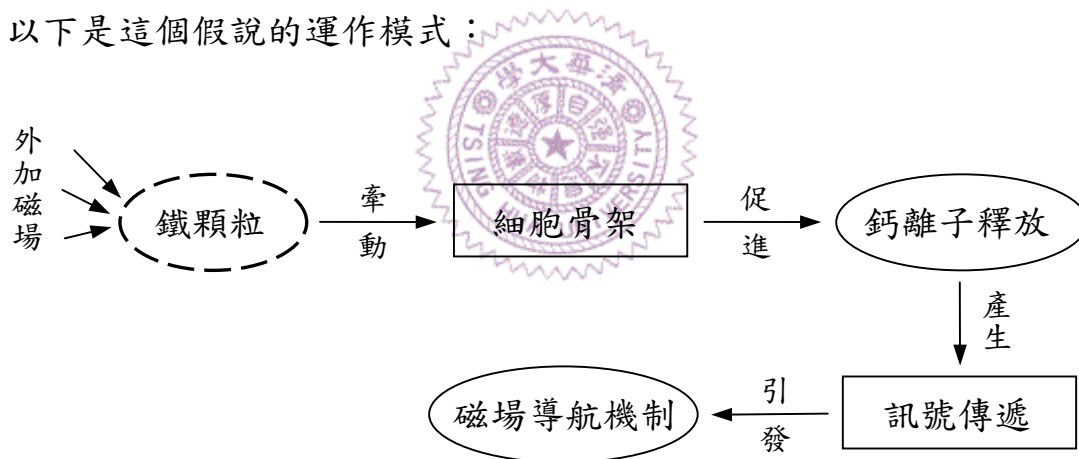 以下是這個假說的運作模式：
外加磁場
鐵顆粒
牽動
細胞骨架
促進
鈣離子釋放
產生
訊號傳遞
引發
磁場導航機制